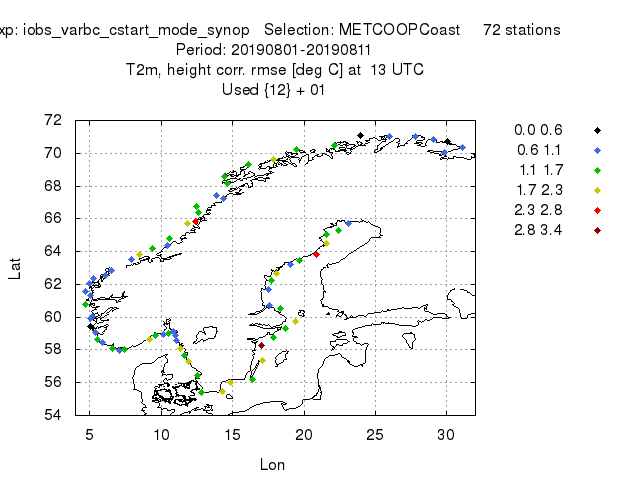 xp: iobs_varbc_cstart_mode_synop Selection: METCOOPCoast 72 stations
Period: 20190801-20190811
T2m, height corr. rmse [deg C] at 13 UTC
Used {12} + 01
72
70
68
66
64
62
60
58
56
54
Lat
5 10 15 20 25 30
Lon
0.0 0.6
0.6 1.1
1.1 1.7
1.7 2.3
2.3 2.8
2.8 3.4